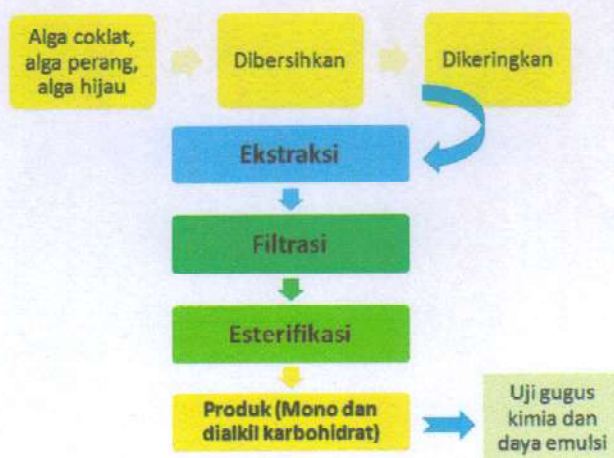 Alga coklat,
alga perang,
alga hijau
Dibersihkan
Dikeringkan
Ekstraksi
Filtrasi
Esterifikasi
Produk (Mono dan
dialkil karbohidrat)
Uji gugus
kimia dan
daya emulsi